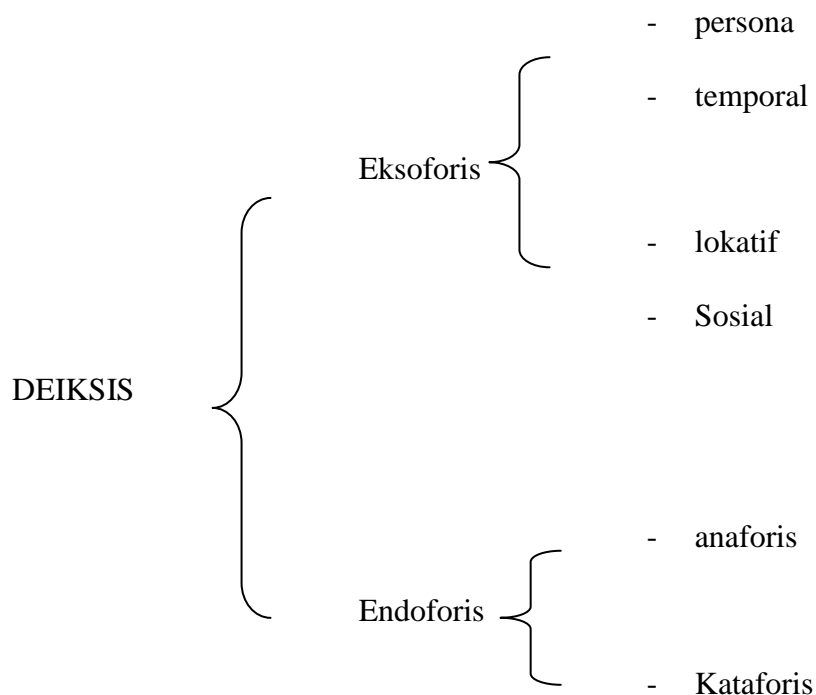 - persona
- temporal
Eksoforis
- lokatif
- Sosial
DEIKSIS
- anaforis
Endoforis
- Kataforis